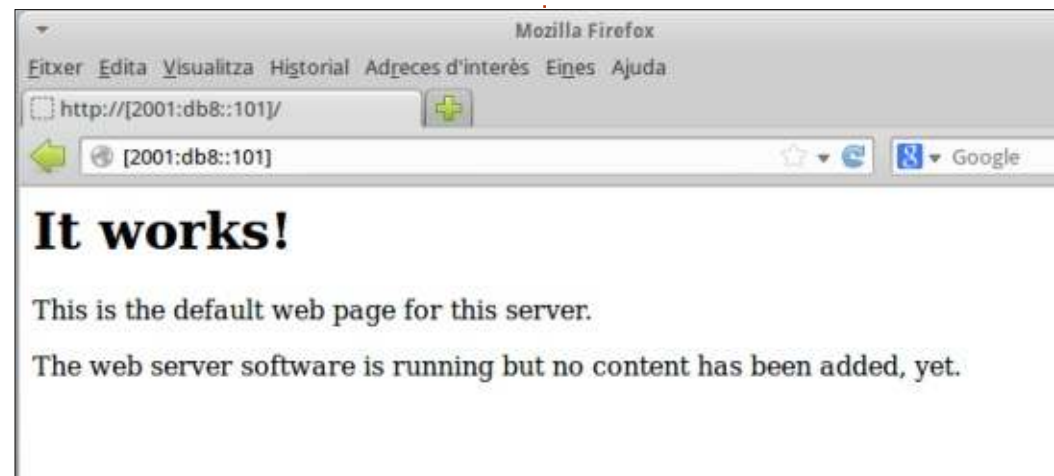 Mozilla Firefox
Fitxer Edita Visualitza Historial Adreces d'interès Eines Ajuda
http://[2001:db8::101]/
[2001:db8::101]
8 Google
It works!
This is the default web page for this server.
The web server software is running but no content has been added, yet.